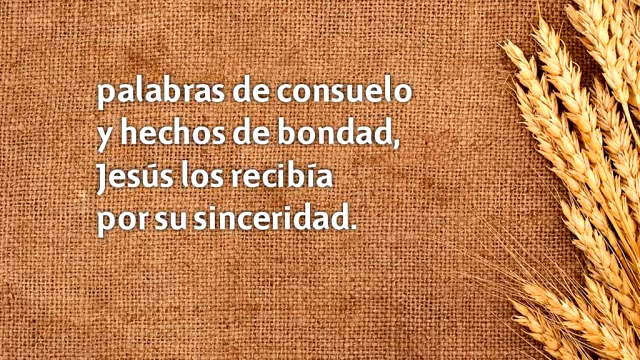 palabras de consuelo
y hechos de bondad,
Jesús los recibía
por su sinceridad.